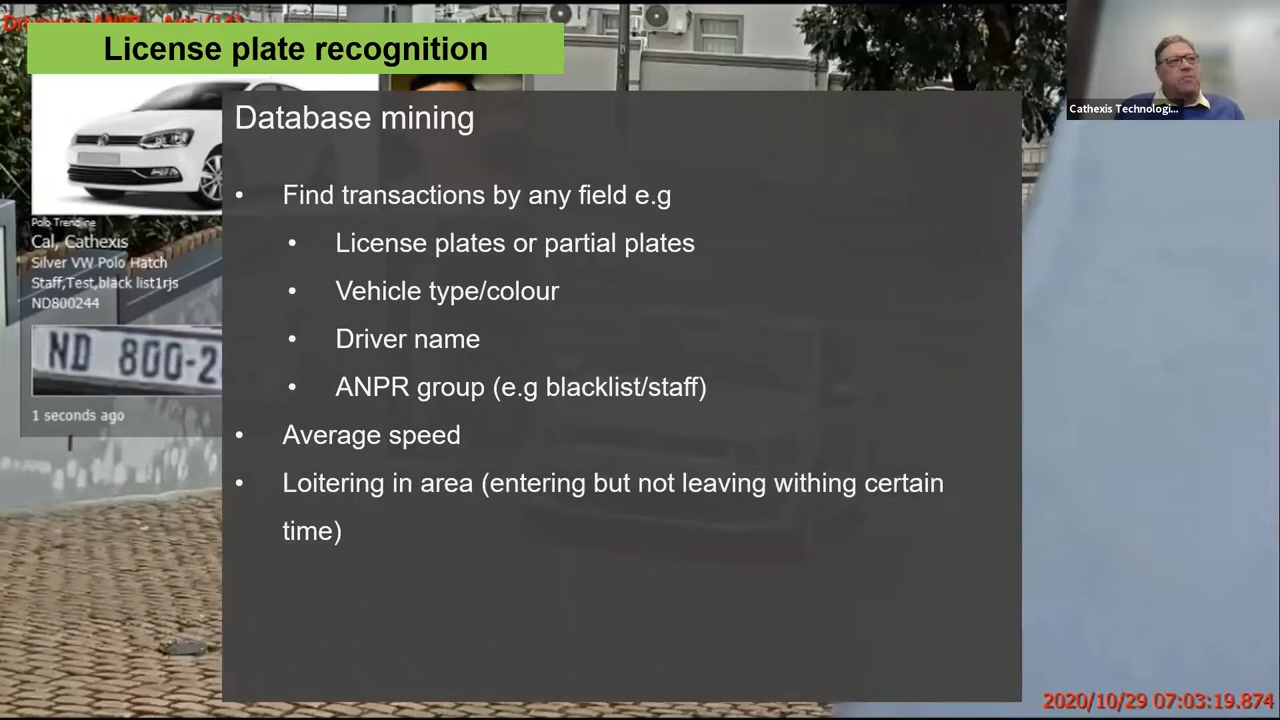 License plate recognition
Cathexis Technologi...
Database mining
• Find transactions by any field e.g
• License plates or partial plates
• Vehicle type/colour
• Driver name
• ANPR group (e.g blacklist/staff)
• Average speed
• Loitering in area (entering but not leaving withing certain
time)
Polo Trendline
Cal, Cathexis
Silver VW Polo Hatch
Staff,Test,black list1rjs
ND800244
ND 800-2
1 seconds ago
2020/10/29 07:03:19.874